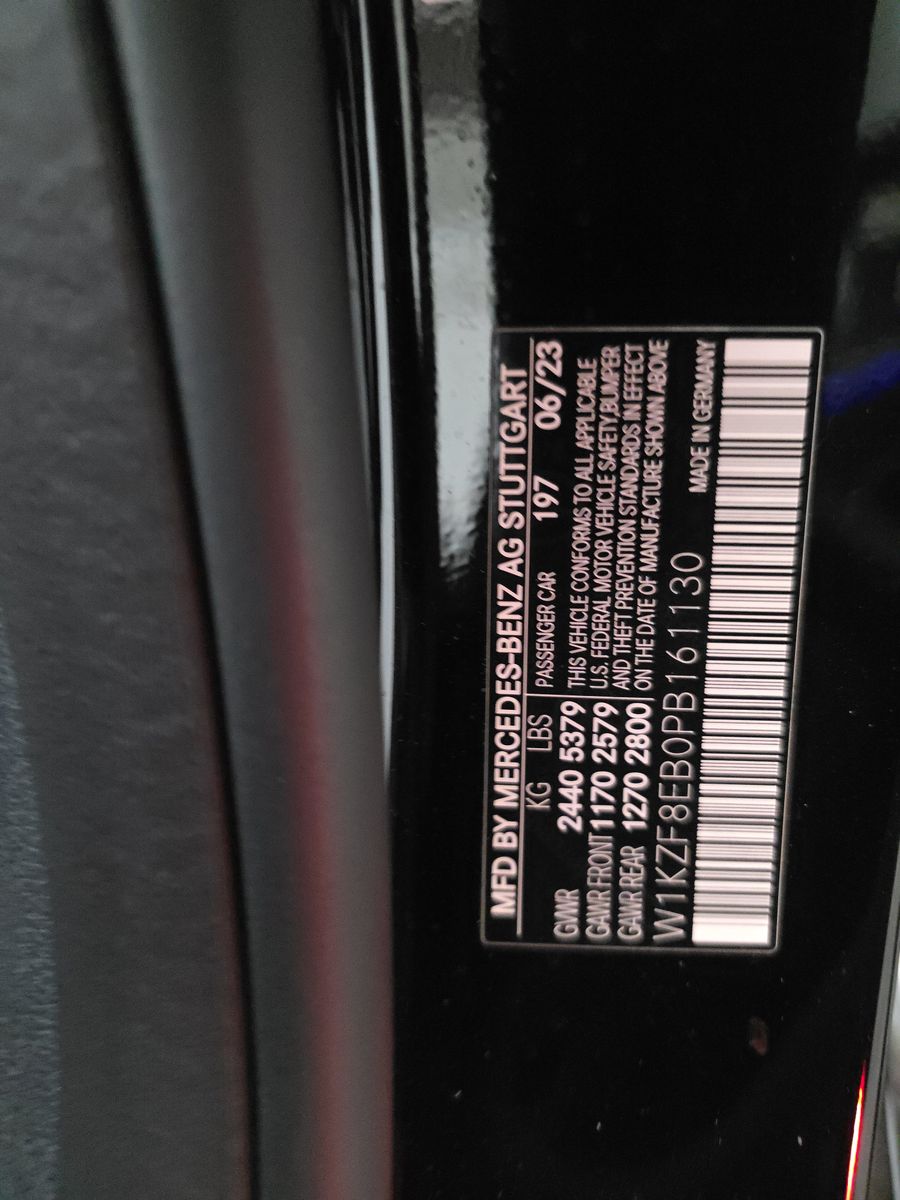 MFD BY MERCEDES-BENZ AG STUTTGART
KG LBS PASSENGER CAR 197 06/23
GWR 2440 5379 THIS VEHICLE CONFORMS TO ALL APPLICABLE
GAWR FRONT 1170 2579 U.S. FEDERAL MOTOR VEHICLE SAFETY,BUMPER
AND THEFT PREVENTION STANDARDS IN EFFECT
GAWR REAR 1270 2800 ON THE DATE OF MANUFACTURE SHOWN ABOVE
W1KZF8EB0PB161130 MADE IN GERMANY